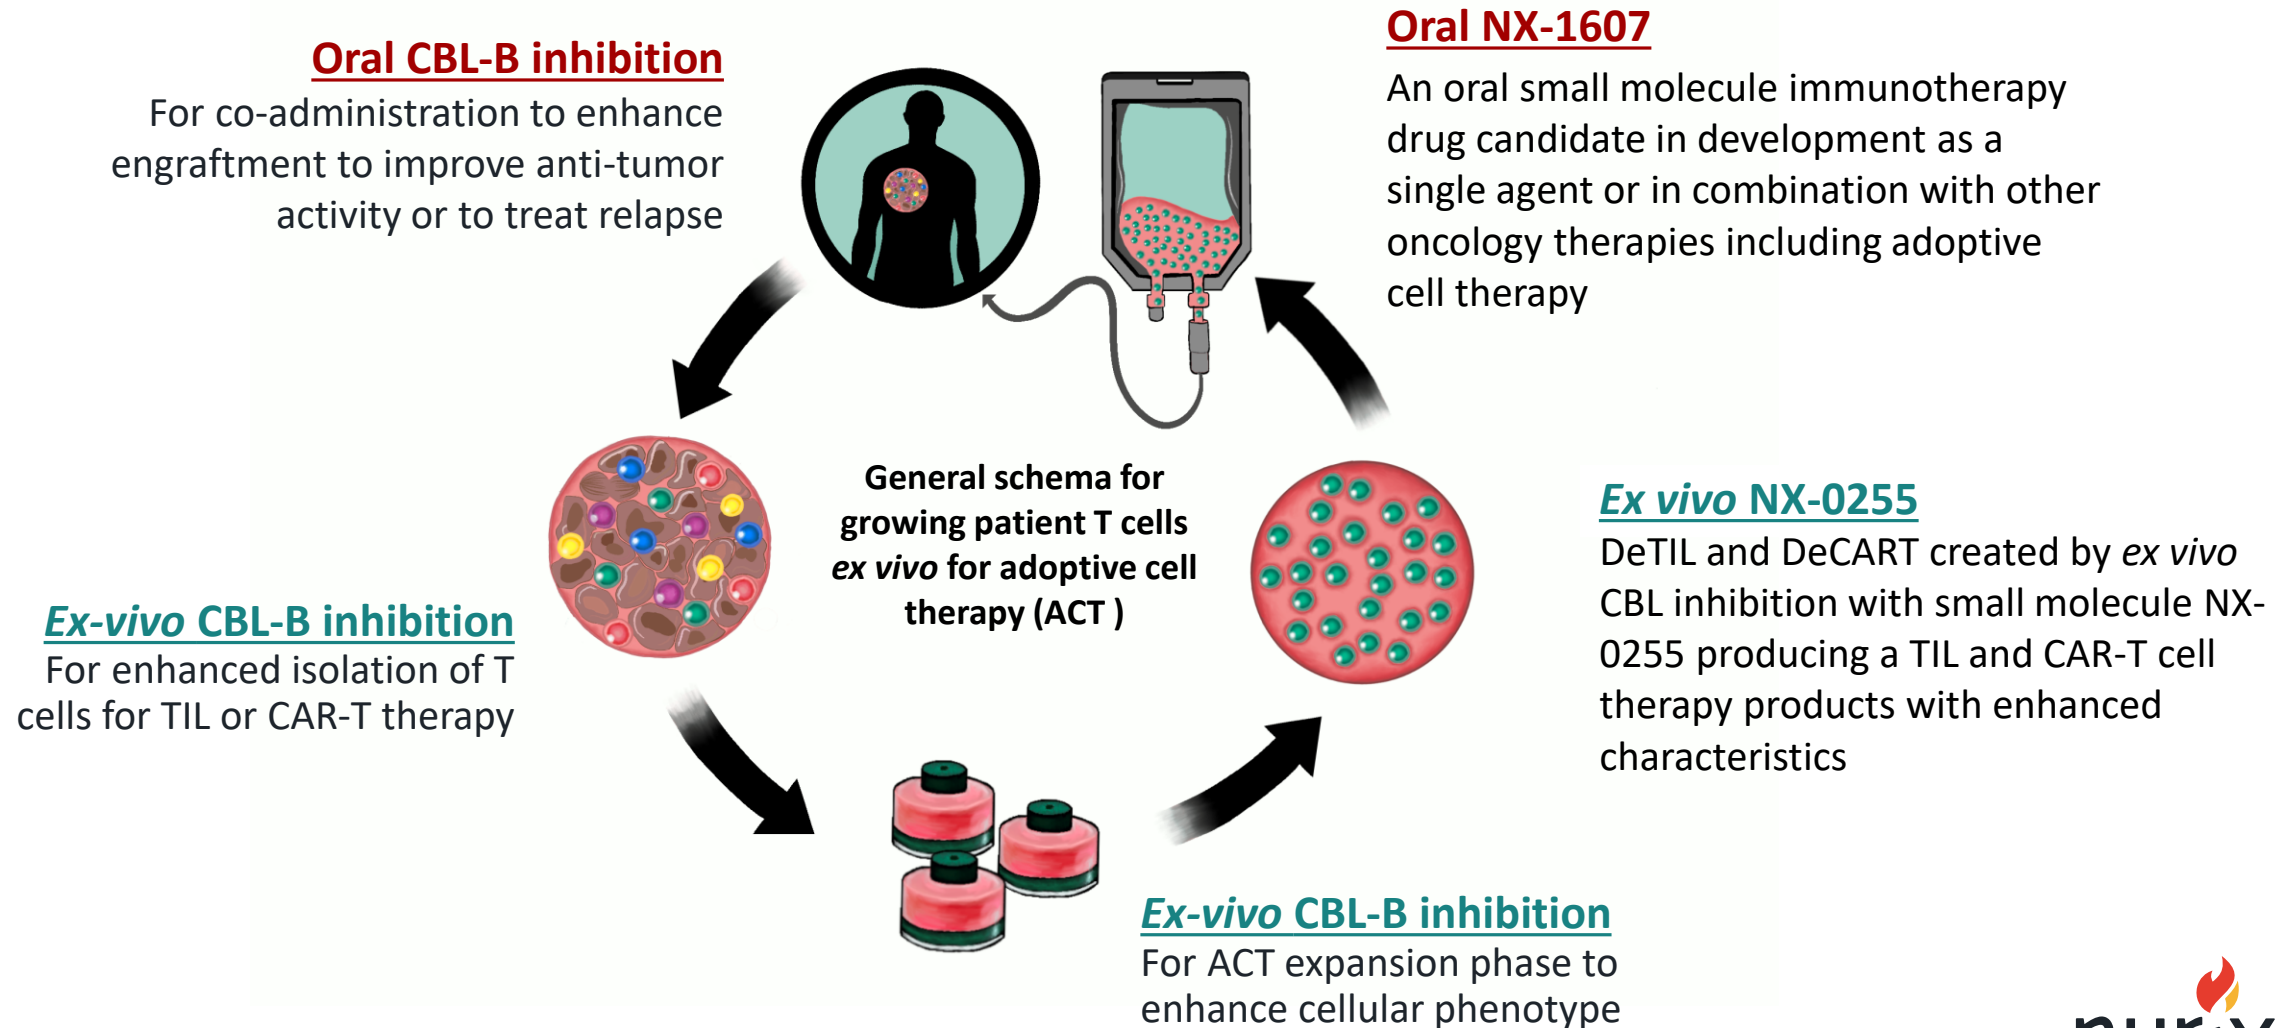 Oral CBL-B inhibition
For co-administration to enhance
engraftment to improve anti-tumor
activity or to treat relapse
Oral NX-1607
An oral small molecule immunotherapy
drug candidate in development as a
single agent or in combination with other
oncology therapies including adoptive
cell therapy
General schema for
growing patient T cells
ex vivo for adoptive cell
therapy (ACT )
Ex vivo NX-0255
DeTIL and DeCART created by ex vivo
CBL inhibition with small molecule NX-
0255 producing a TIL and CAR-T cell
therapy products with enhanced
characteristics
Ex-vivo CBL-B inhibition
For enhanced isolation of T
cells for TIL or CAR-T therapy
Ex-vivo CBL-B inhibition
For ACT expansion phase to
enhance cellular phenotype